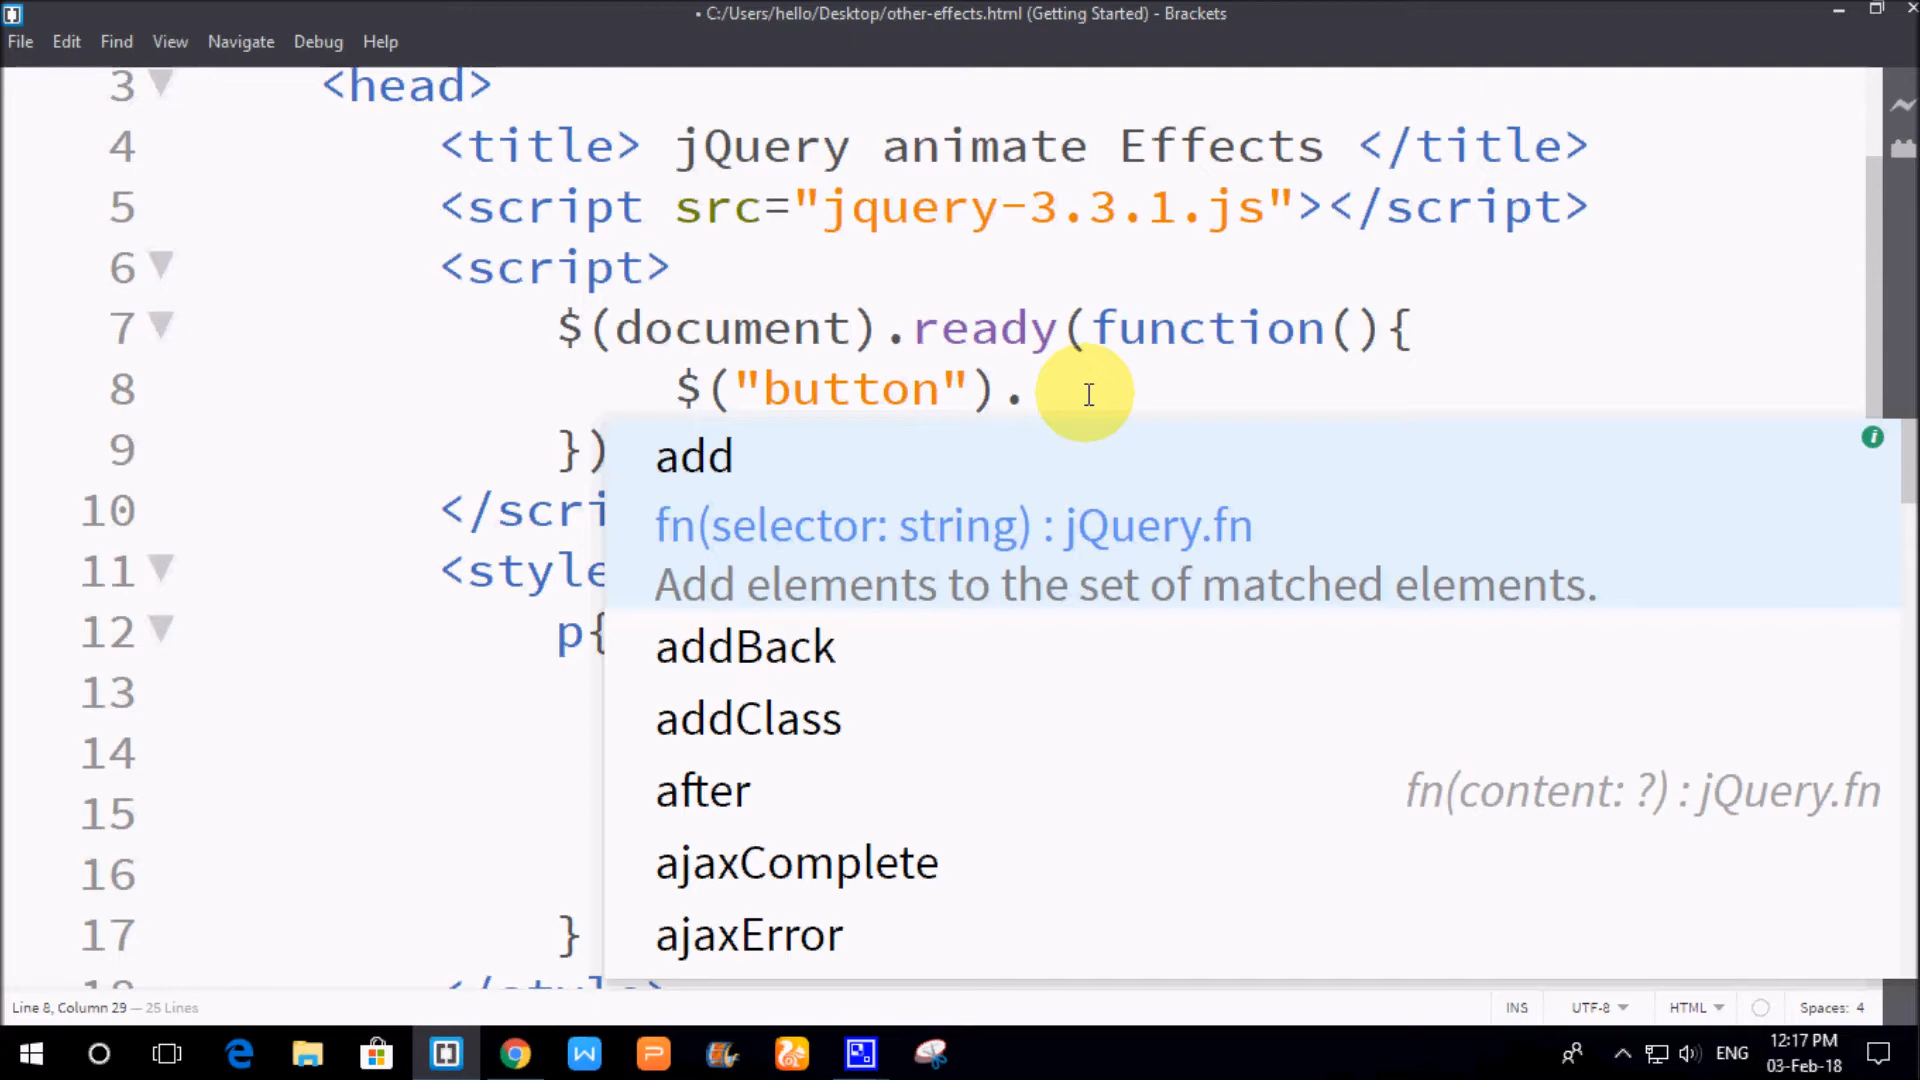 • C:/Users/hello/Desktop/other-effects.html (Getting Started) - Brackets
File Edit Find View Navigate Debug Help
3 <head>
4 <title> jQuery animate Effects </title>
5 <script src="jquery-3.3.1.js"></script>
6 <script>
7 $(document).ready(function(){
8 $("button").
9 })
10 </scri
11 <style
12 p{
13
14
15
16
17 }
add
fn(selector: string) : jQuery.fn
Add elements to the set of matched elements.
addBack
addClass
after fn(content: ?) : jQuery.fn
ajaxComplete
ajaxError
18 </style>
Line 8, Column 29 — 25 Lines INS UTF-8 HTML Spaces: 4
ENG 12:17 PM
03-Feb-18